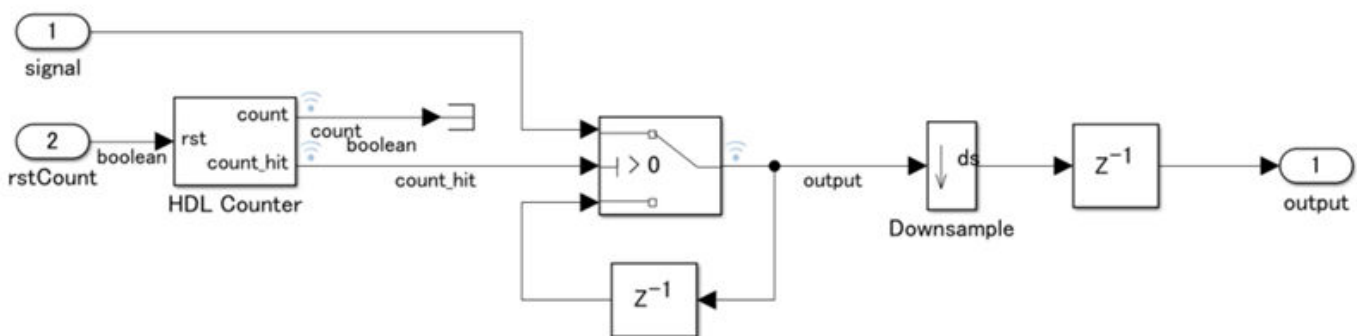 1
signal
2
rstCount
boolean
rst
count
count_hit
HDL Counter
count
boolean
count_hit
> 0
Z⁻¹
output
ds
Downsample
Z⁻¹
1
output